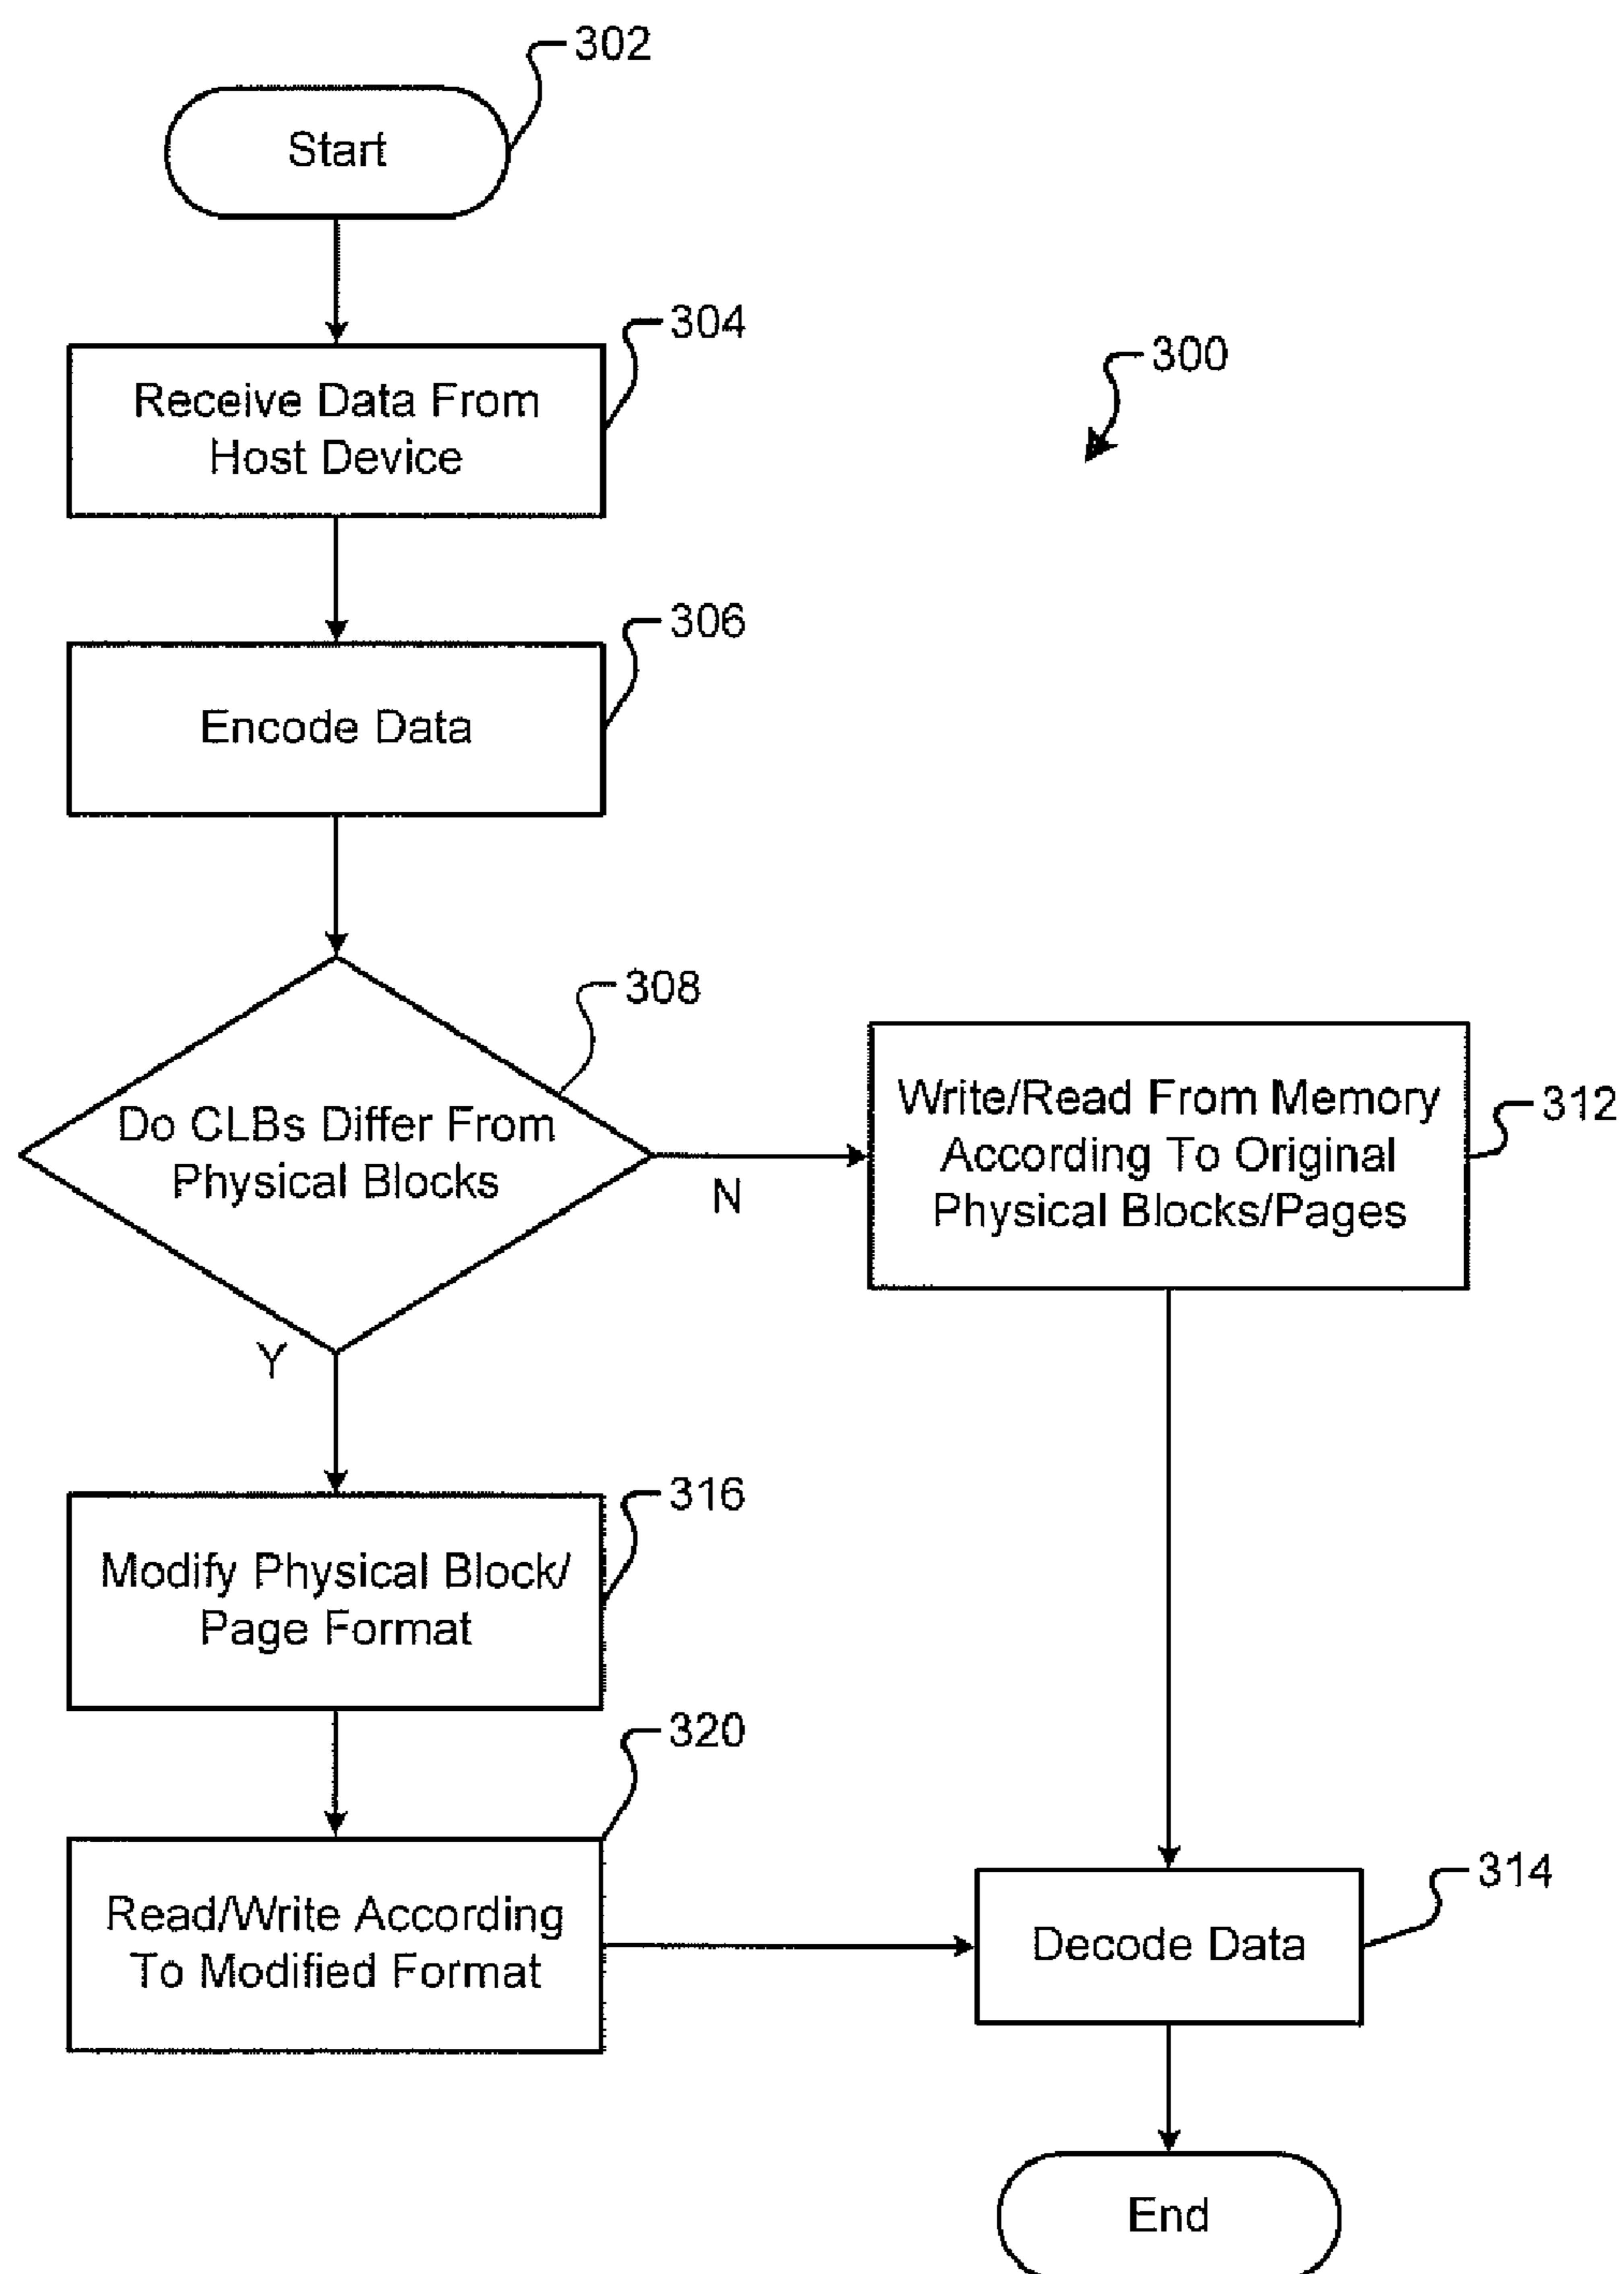 302
Start
304
Receive Data From
Host Device
300
306
Encode Data
308
Do CLBs Differ From
Physical Blocks
N
Y
Write/Read From Memory
According To Original
Physical Blocks/Pages
312
316
Modify Physical Block/
Page Format
320
Read/Write According
To Modified Format
314
Decode Data
End